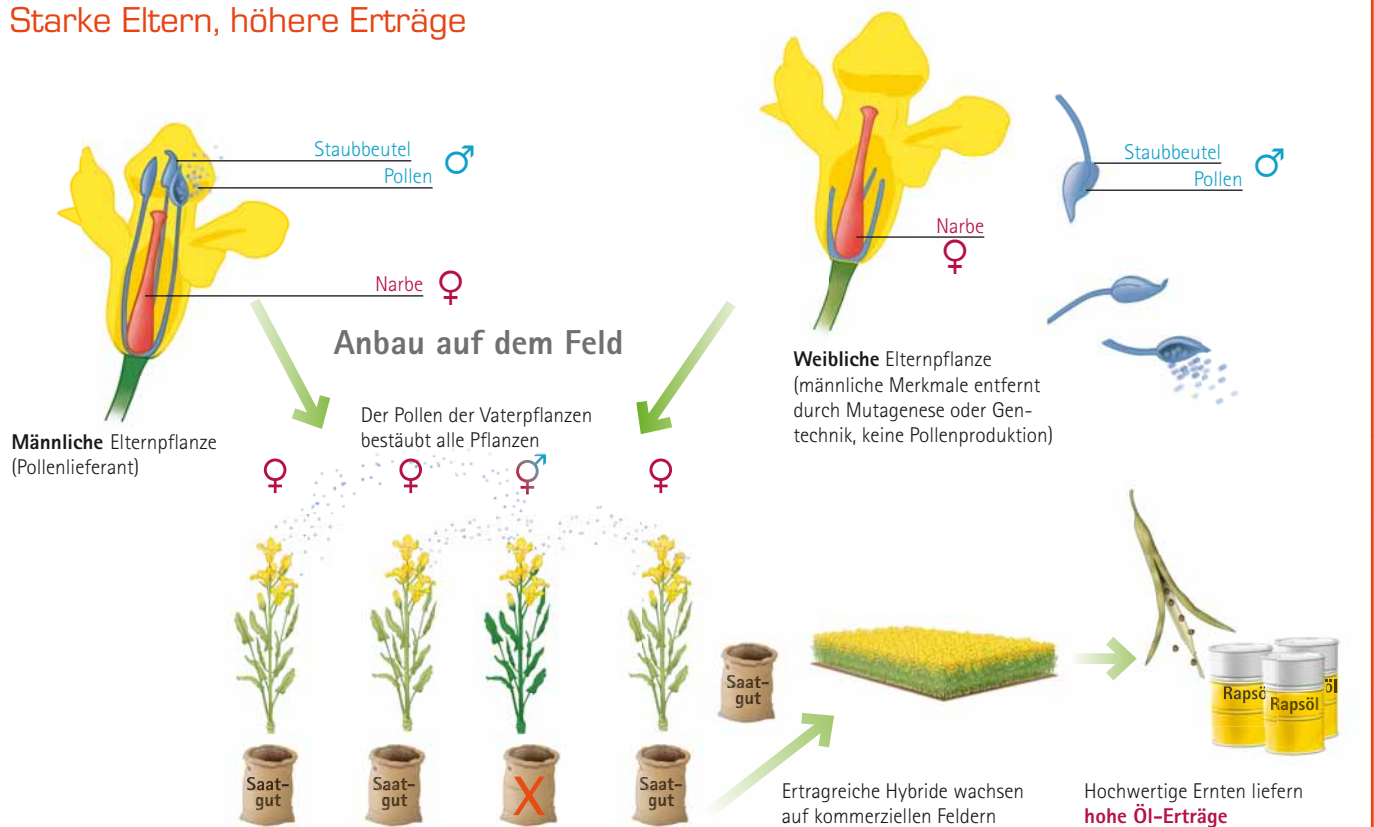 Starke Eltern, höhere Erträge
Staubbeutel
Pollen
Narbe
Männliche Elternpflanze
(Pollenlieferant)
Staubbeutel
Pollen
Narbe
Weibliche Elternpflanze
(männliche Merkmale entfernt
durch Mutagenese oder Gen-
technik, keine Pollenproduktion)
Anbau auf dem Feld
Der Pollen der Vaterpflanzen
bestäubt alle Pflanzen
Saat-
gut
Saat-
gut
X
Saat-
gut
Saat-
gut
Ertragreiche Hybride wachsen
auf kommerziellen Feldern
Rapsö
Rapsöl
öl
Hochwertige Ernten liefern
hohe Öl-Erträge